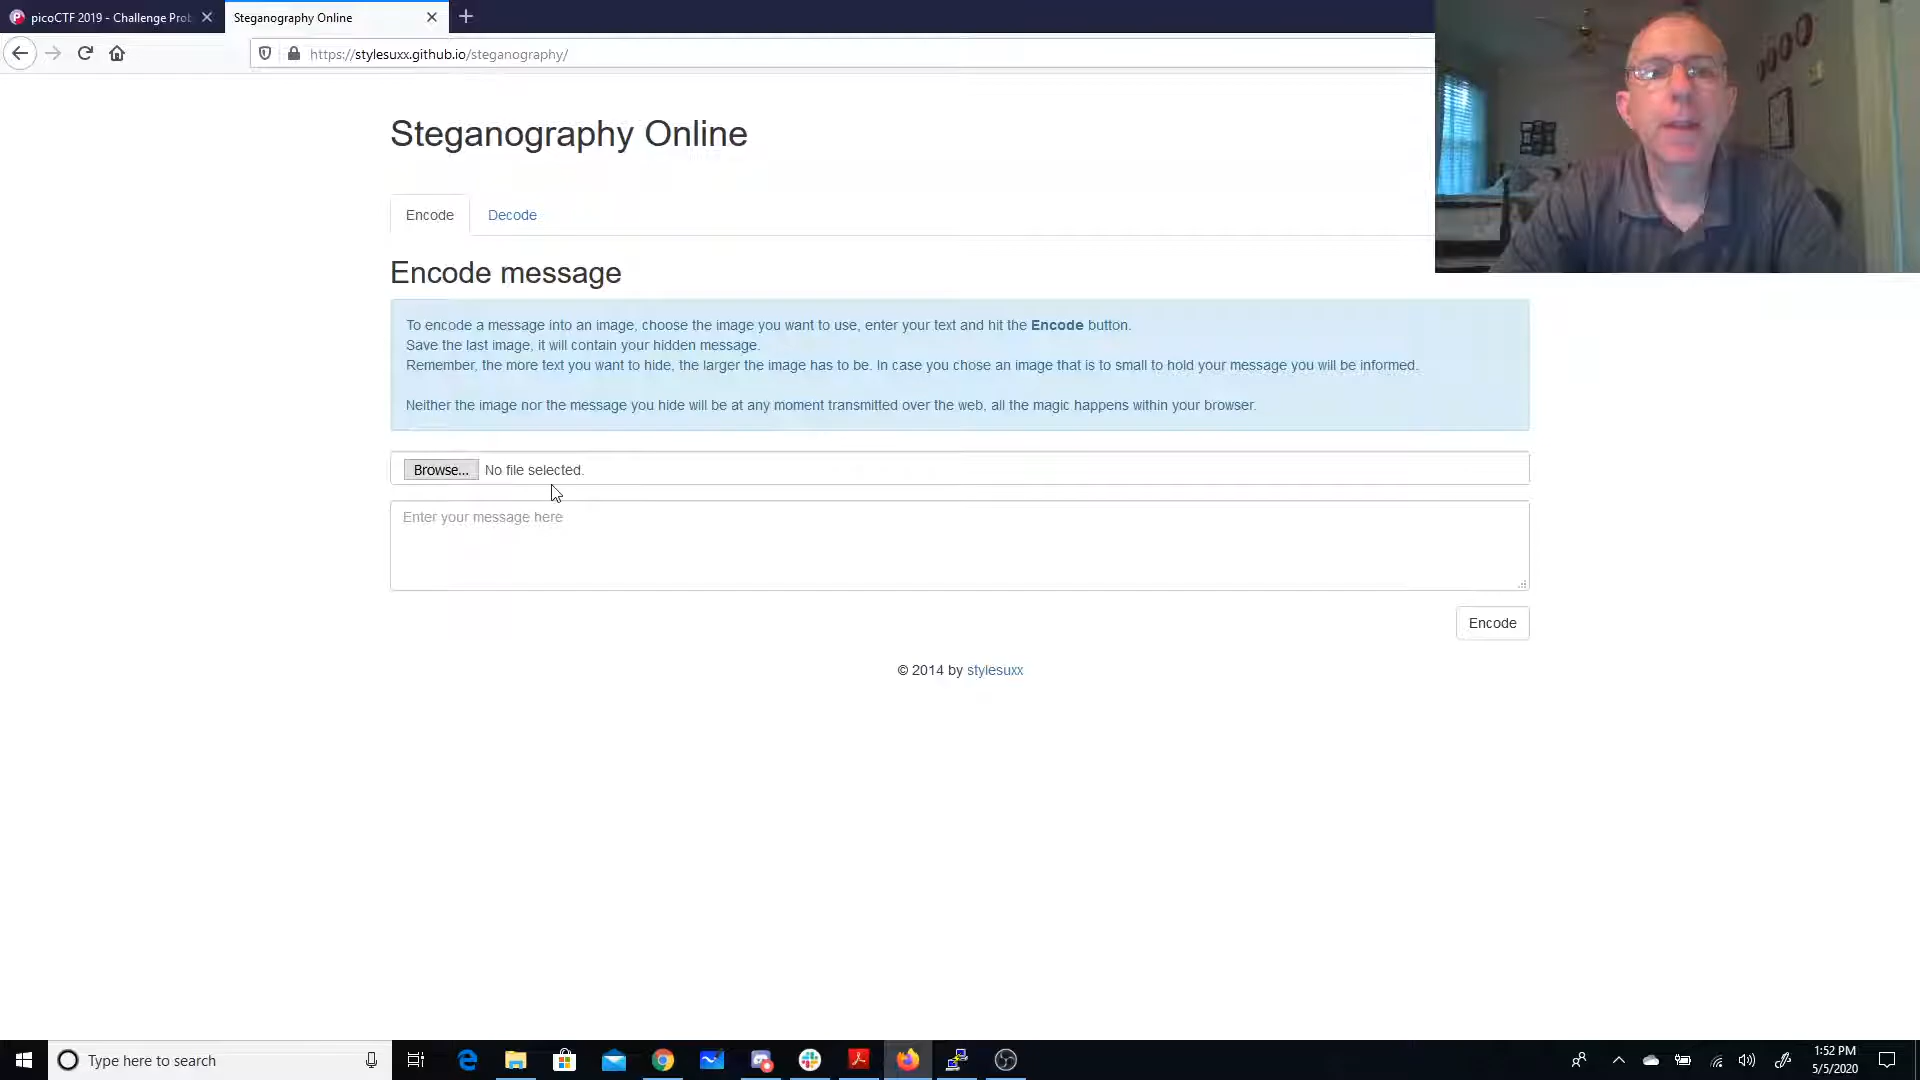 picoCTF 2019 - Challenge Prob
Steganography Online
https://stylesuxx.github.io/steganography/
Steganography Online
Encode
Decode
Encode message
To encode a message into an image, choose the image you want to use, enter your text and hit the Encode button.
Save the last image, it will contain your hidden message.
Remember, the more text you want to hide, the larger the image has to be. In case you chose an image that is to small to hold your message you will be informed.
Neither the image nor the message you hide will be at any moment transmitted over the web, all the magic happens within your browser.
Browse... No file selected.
Enter your message here
Encode
© 2014 by stylesuxx
Type here to search
1:52 PM
5/5/2020